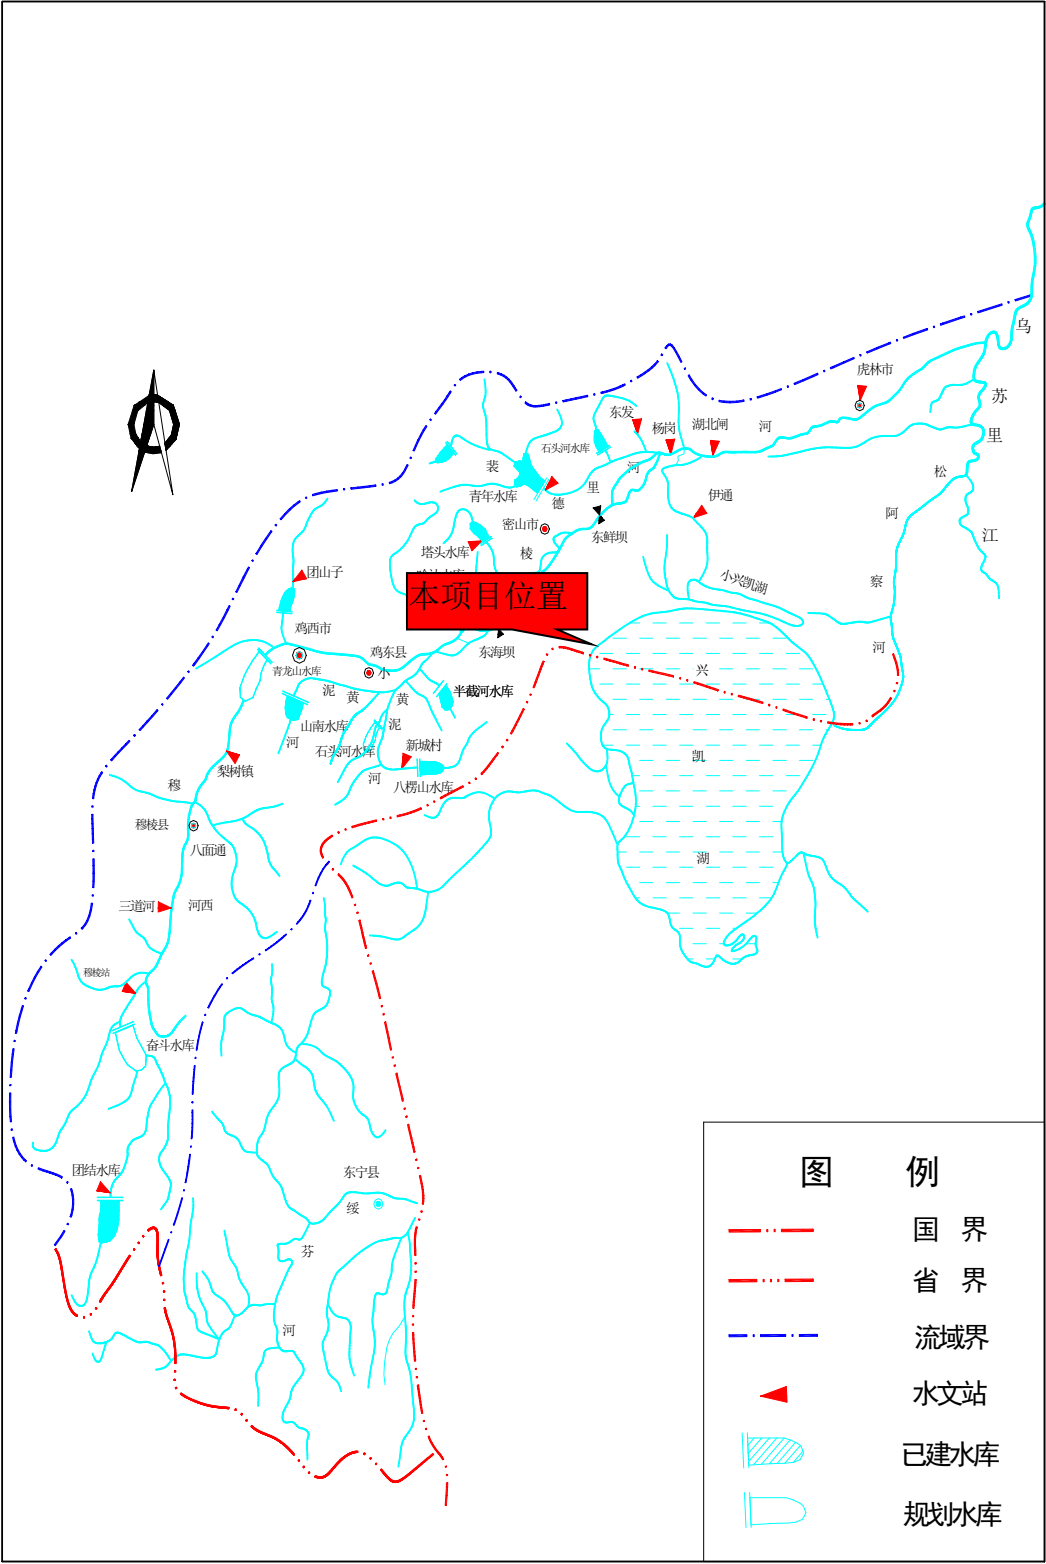 乌
苏
里
江
虎林市
东发
杨岗
湖北闸
河
石头河水库
裴
德
里
河
青年水库
松
阿
察
河
伊通
密山市
东鲜坝
塔头水库
棱
团山子
小兴凯湖
本项目位置
鸡西市
鸡东县
小
东海坝
兴
凯
湖
青龙山水库
泥
黄
黄
泥
半截河水库
山南水库
河
石头河水库
新城村
河
八楞山水库
梨树镇
穆
穆棱县
八面通
三道河
河西
穆棱站
奋斗水库
团结水库
东宁县
绥
芬
河
图 例
国 界
省 界
流域界
水文站
已建水库
规划水库